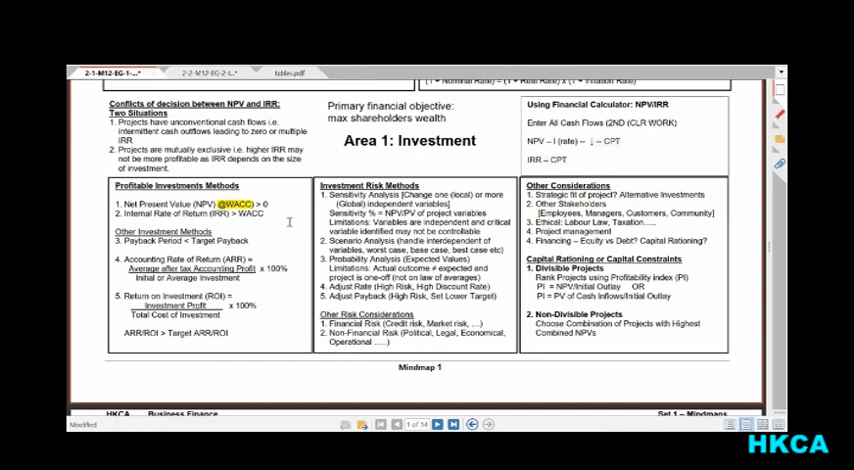 2-1-M12-EG-1-...*
2-2-M12-EG-2-L..*
tables.pdf
(1 + Nominal Rate) = (1 + Real Rate) x (1 + Inflation Rate)
Conflicts of decision between NPV and IRR:
Two Situations
1. Projects have unconventional cash flows i.e.
intermittent cash outflows leading to zero or multiple
IRR
2. Projects are mutually exclusive i.e. higher IRR may
not be more profitable as IRR depends on the size
of investment.
Primary financial objective:
max shareholders wealth
Area 1: Investment
Using Financial Calculator: NPV/IRR
Enter All Cash Flows (2ND (CLR WORK)
NPV – I (rate) -- ↓ -- CPT
IRR – CPT
Profitable Investments Methods
1. Net Present Value (NPV) @WACC) > 0
2. Internal Rate of Return (IRR) > WACC
Other Investment Methods
3. Payback Period < Target Payback
4. Accounting Rate of Return (ARR) =
Average after tax Accounting Profit x 100%
Initial or Average Investment
5. Return on Investment (ROI) =
Investment Profit x 100%
Total Cost of Investment
ARR/ROI > Target ARR/ROI
Investment Risk Methods
1. Sensitivity Analysis [Change one (local) or more
(Global) independent variables]
Sensitivity % = NPV/PV of project variables
Limitations: Variables are independent and critical
variable identified may not be controllable
2. Scenario Analysis (handle interdependent of
variables, worst case, base case, best case etc)
3. Probability Analysis (Expected Values)
Limitations: Actual outcome ≠ expected and
project is one-off (not on law of averages)
4. Adjust Rate (High Risk, High Discount Rate)
5. Adjust Payback (High Risk, Set Lower Target)
Other Risk Considerations
1. Financial Risk (Credit risk, Market risk, …)
2. Non-Financial Risk (Political, Legal, Economical,
Operational …..)
Other Considerations
1. Strategic fit of project? Alternative Investments
2. Other Stakeholders
[Employees, Managers, Customers, Community]
3. Ethical: Labour Law, Taxation…..
4. Project management
4. Financing – Equity vs Debt? Capital Rationing?
Capital Rationing or Capital Constraints
1. Divisible Projects
Rank Projects using Profitability index (PI)
PI = NPV/Initial Outlay OR
PI = PV of Cash Inflows/Initial Outlay
2. Non-Divisible Projects
Choose Combination of Projects with Highest
Combined NPVs
Mindmap 1
HKCA Business Finance
Set 1 – Mindmaps
Modified
1 of 14
HKCA